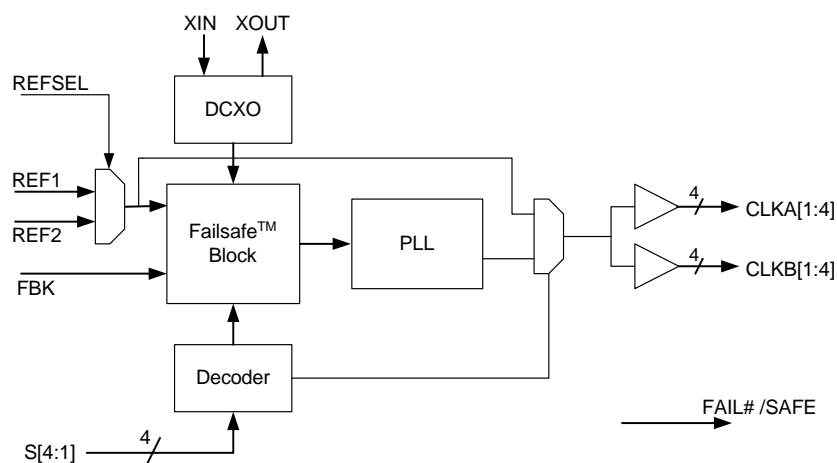 XIN
XOUT
REFSEL
DCXO
REF1
REF2
FBK
Failsafe™
Block
PLL
4
CLKA[1:4]
4
CLKB[1:4]
Decoder
4
S[4:1]
FAIL# /SAFE